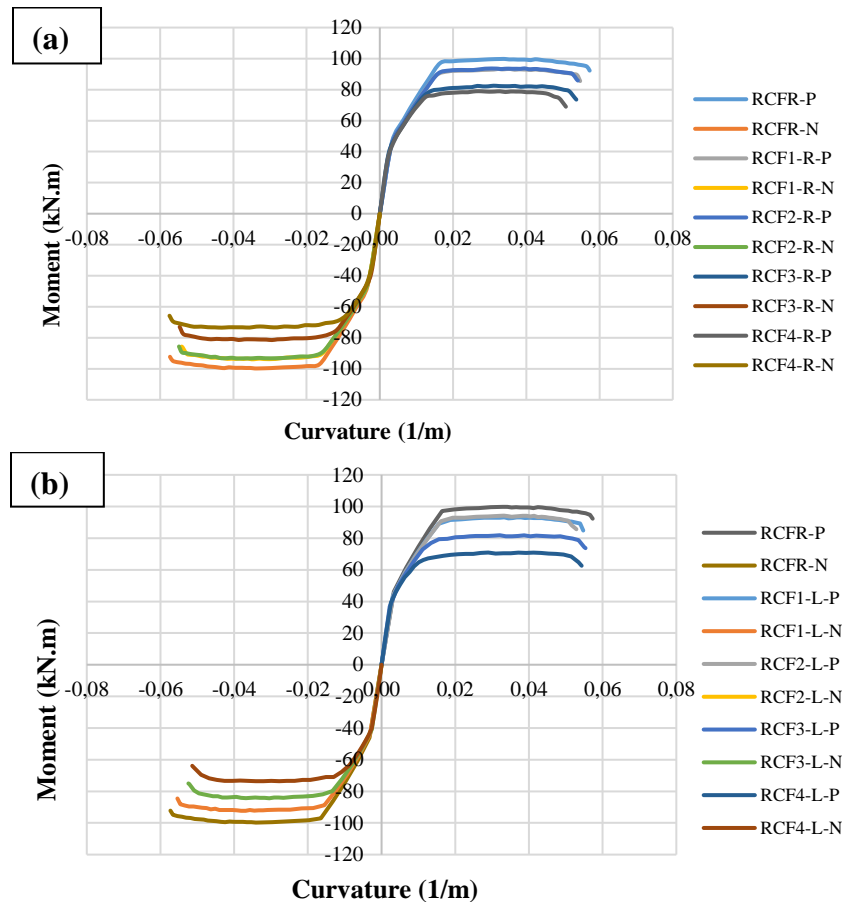 (a)
Moment (kN.m)
120
100
80
60
40
20
0
-20
-40
-60
-80
-100
-120
-0,08 -0,06 -0,04 -0,02 0,00 0,02 0,04 0,06 0,08
Curvature (1/m)
RCFR-P
RCFR-N
RCF1-R-P
RCF1-R-N
RCF2-R-P
RCF2-R-N
RCF3-R-P
RCF3-R-N
RCF4-R-P
RCF4-R-N
(b)
Moment (kN.m)
120
100
80
60
40
20
0
-20
-40
-60
-80
-100
-120
-0,08 -0,06 -0,04 -0,02 0,00 0,02 0,04 0,06 0,08
Curvature (1/m)
RCFR-P
RCFR-N
RCF1-L-P
RCF1-L-N
RCF2-L-P
RCF2-L-N
RCF3-L-P
RCF3-L-N
RCF4-L-P
RCF4-L-N